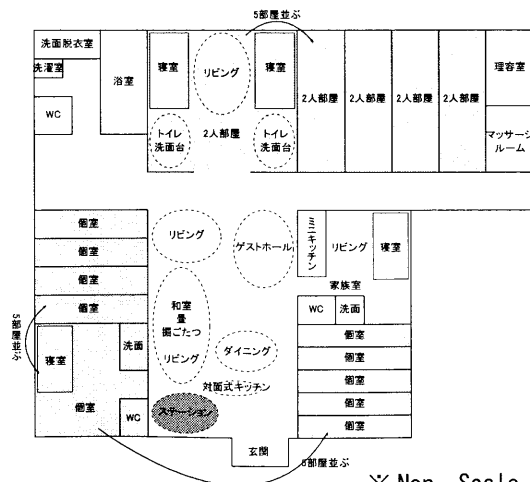 5部屋並ぶ
洗面脱衣室
洗濯室
浴室
WC
寝室
リビング
寝室
トイレ
洗面台
2人部屋
トイレ
洗面台
2人部屋
2人部屋
2人部屋
2人部屋
理容室
マッサージ
ルーム
個室
個室
個室
個室
5部屋並ぶ
寝室
洗面
個室
WC
リビング
ゲストホール
和室
畳
掘ごたつ
リビング
ダイニング
対面式キッチン
ステーション
玄関
ミニキッチン
リビング
寝室
家族室
WC
洗面
個室
個室
個室
個室
個室
5部屋並ぶ
※ Non Scale